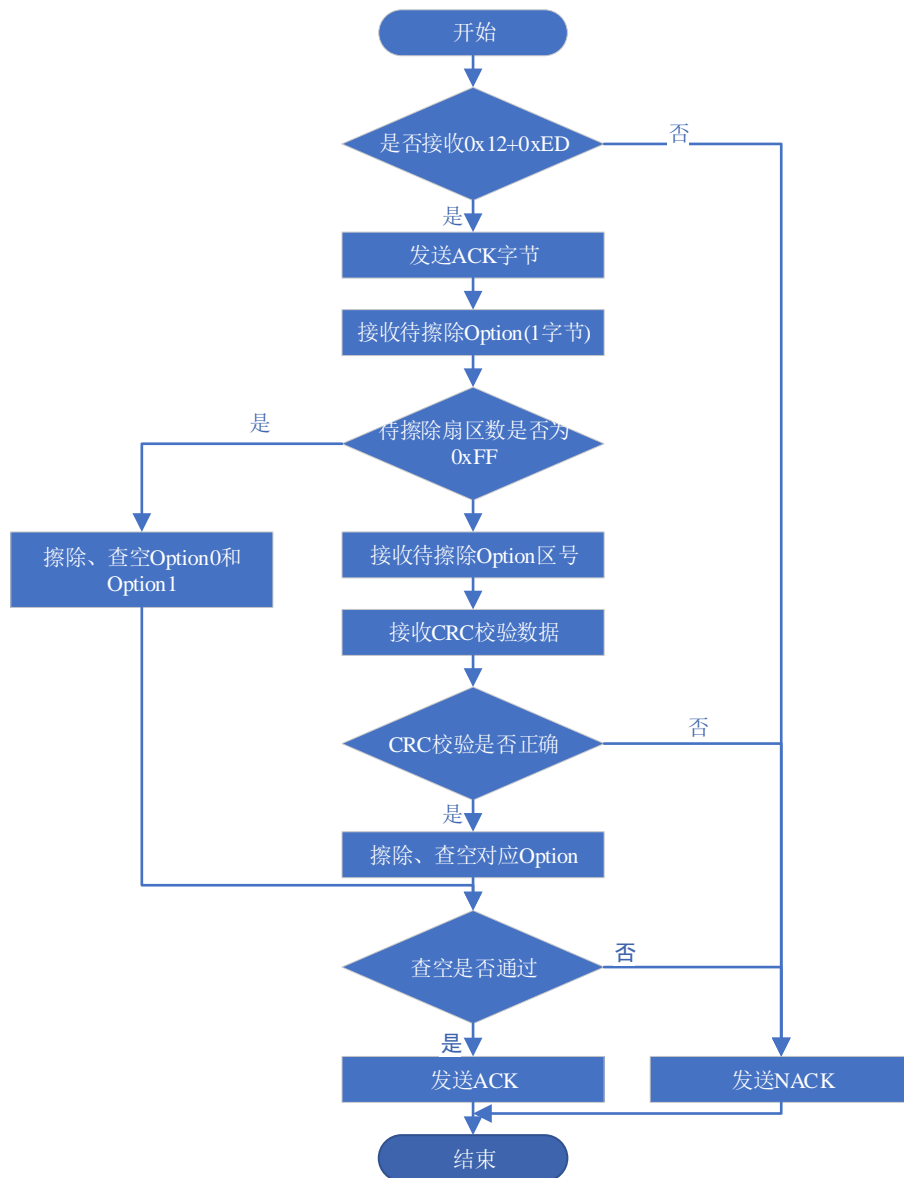 开始
是否接收0x12+0xED
否
是
发送ACK字节
接收待擦除Option(1字节)
是
待擦除扇区数是否为
0xFF
擦除、查空Option0和
Option1
接收待擦除Option区号
接收CRC校验数据
CRC校验是否正确
否
是
擦除、查空对应Option
查空是否通过
否
是
发送ACK
发送NACK
结束